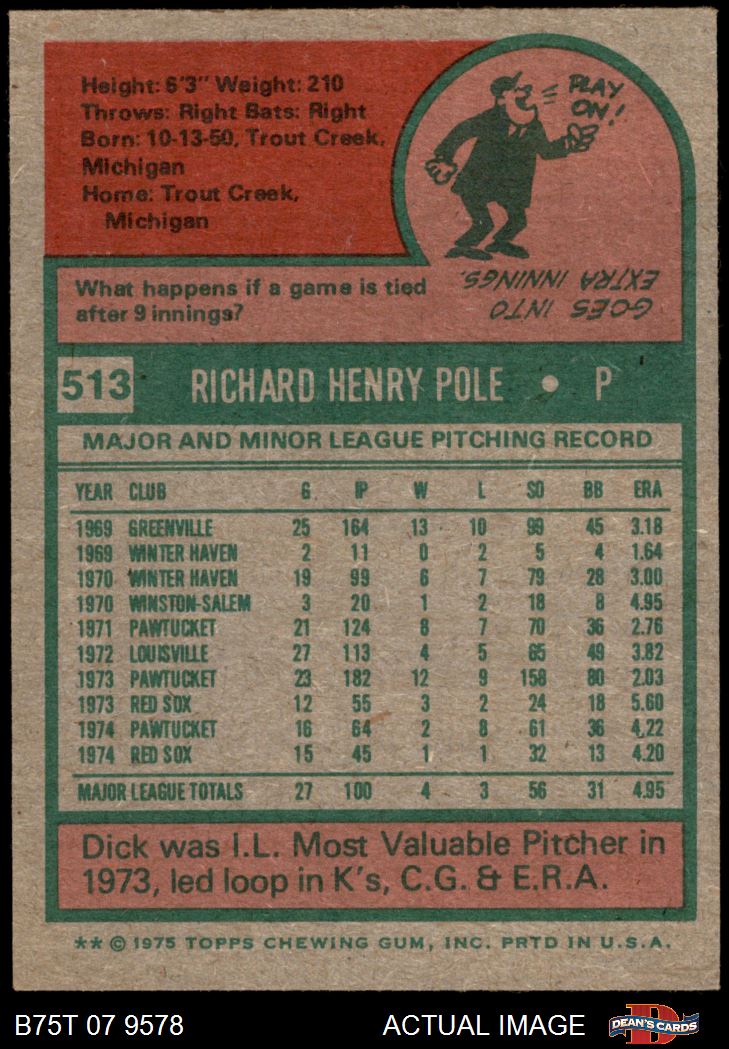 Height: 6'3" Weight: 210
Throws: Right Bats: Right
Born: 10-13-50, Trout Creek,
Michigan
Home: Trout Creek,
Michigan
PLAY
ON!
What happens if a game is tied
after 9 innings?
GOES INTO
EXTRA INNINGS.
513 RICHARD HENRY POLE • P
MAJOR AND MINOR LEAGUE PITCHING RECORD
YEAR CLUB G IP W L SO BB ERA
1969 GREENVILLE 25 164 13 10 99 45 3.18
1969 WINTER HAVEN 2 11 0 2 5 4 1.64
1970 WINTER HAVEN 19 99 6 7 79 28 3.00
1970 WINSTON-SALEM 3 20 1 2 18 8 4.95
1971 PAWTUCKET 21 124 8 7 70 36 2.76
1972 LOUISVILLE 27 113 4 5 65 49 3.82
1973 PAWTUCKET 23 182 12 9 158 80 2.03
1973 RED SOX 12 55 3 2 24 18 5.60
1974 PAWTUCKET 16 64 2 8 61 36 4.22
1974 RED SOX 15 45 1 1 32 13 4.20
MAJOR LEAGUE TOTALS 27 100 4 3 56 31 4.95
Dick was I.L. Most Valuable Pitcher in
1973, led loop in K's, C.G. & E.R.A.
** © 1975 TOPPS CHEWING GUM, INC. PRTD IN U.S.A.
B75T 07 9578 ACTUAL IMAGE DEAN'S CARDS